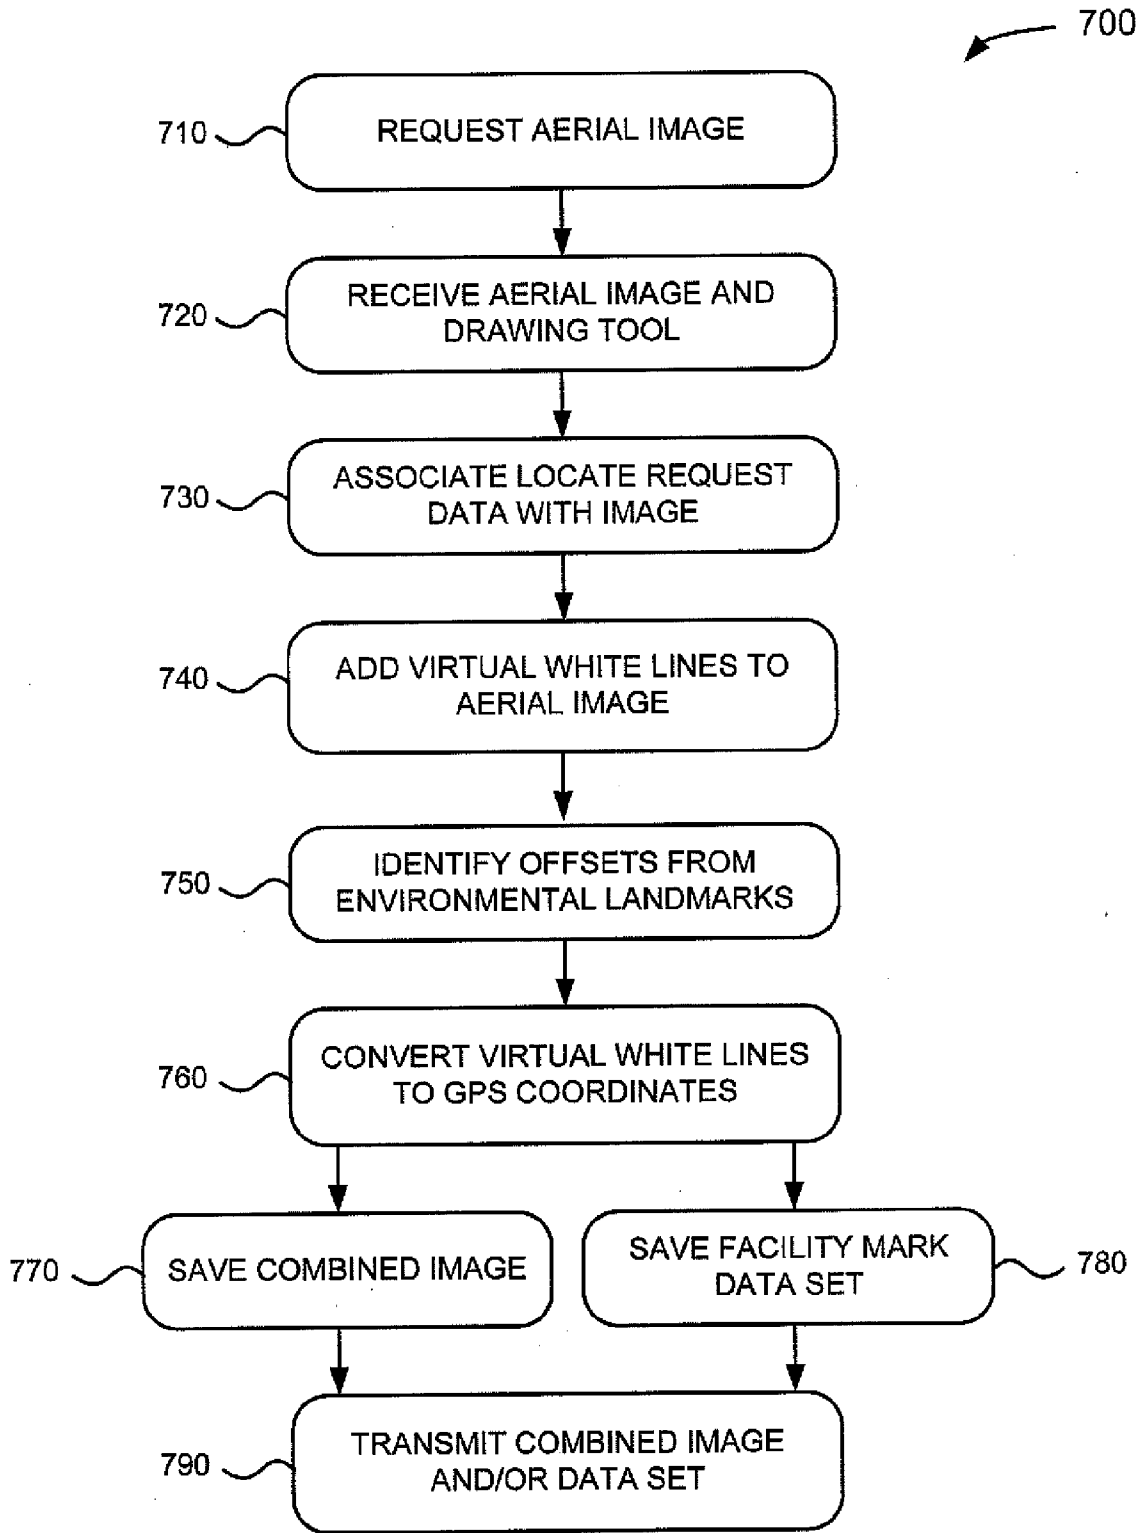 700
710
REQUEST AERIAL IMAGE
720
RECEIVE AERIAL IMAGE AND
DRAWING TOOL
730
ASSOCIATE LOCATE REQUEST
DATA WITH IMAGE
740
ADD VIRTUAL WHITE LINES TO
AERIAL IMAGE
750
IDENTIFY OFFSETS FROM
ENVIRONMENTAL LANDMARKS
760
CONVERT VIRTUAL WHITE LINES
TO GPS COORDINATES
770
SAVE COMBINED IMAGE
SAVE FACILITY MARK
DATA SET
780
790
TRANSMIT COMBINED IMAGE
AND/OR DATA SET